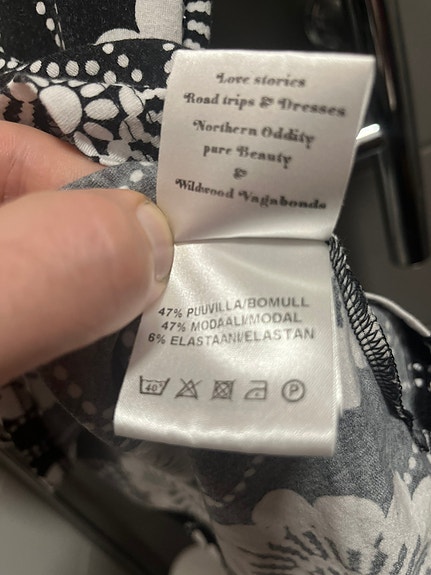 Love stories
Road trips & Dresses
Northern Oddity
pure Beauty
&
Wildwood Vagabonds
47% PUUVILLA/BOMULL
47% MODAALI/MODAL
6% ELASTAANI/ELASTAN
40°
P